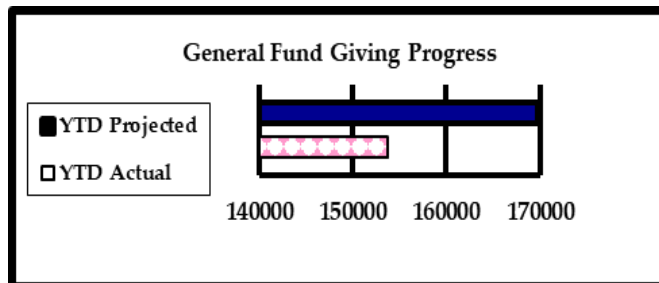 General Fund Giving Progress
YTD Projected
YTD Actual
140000 150000 160000 170000